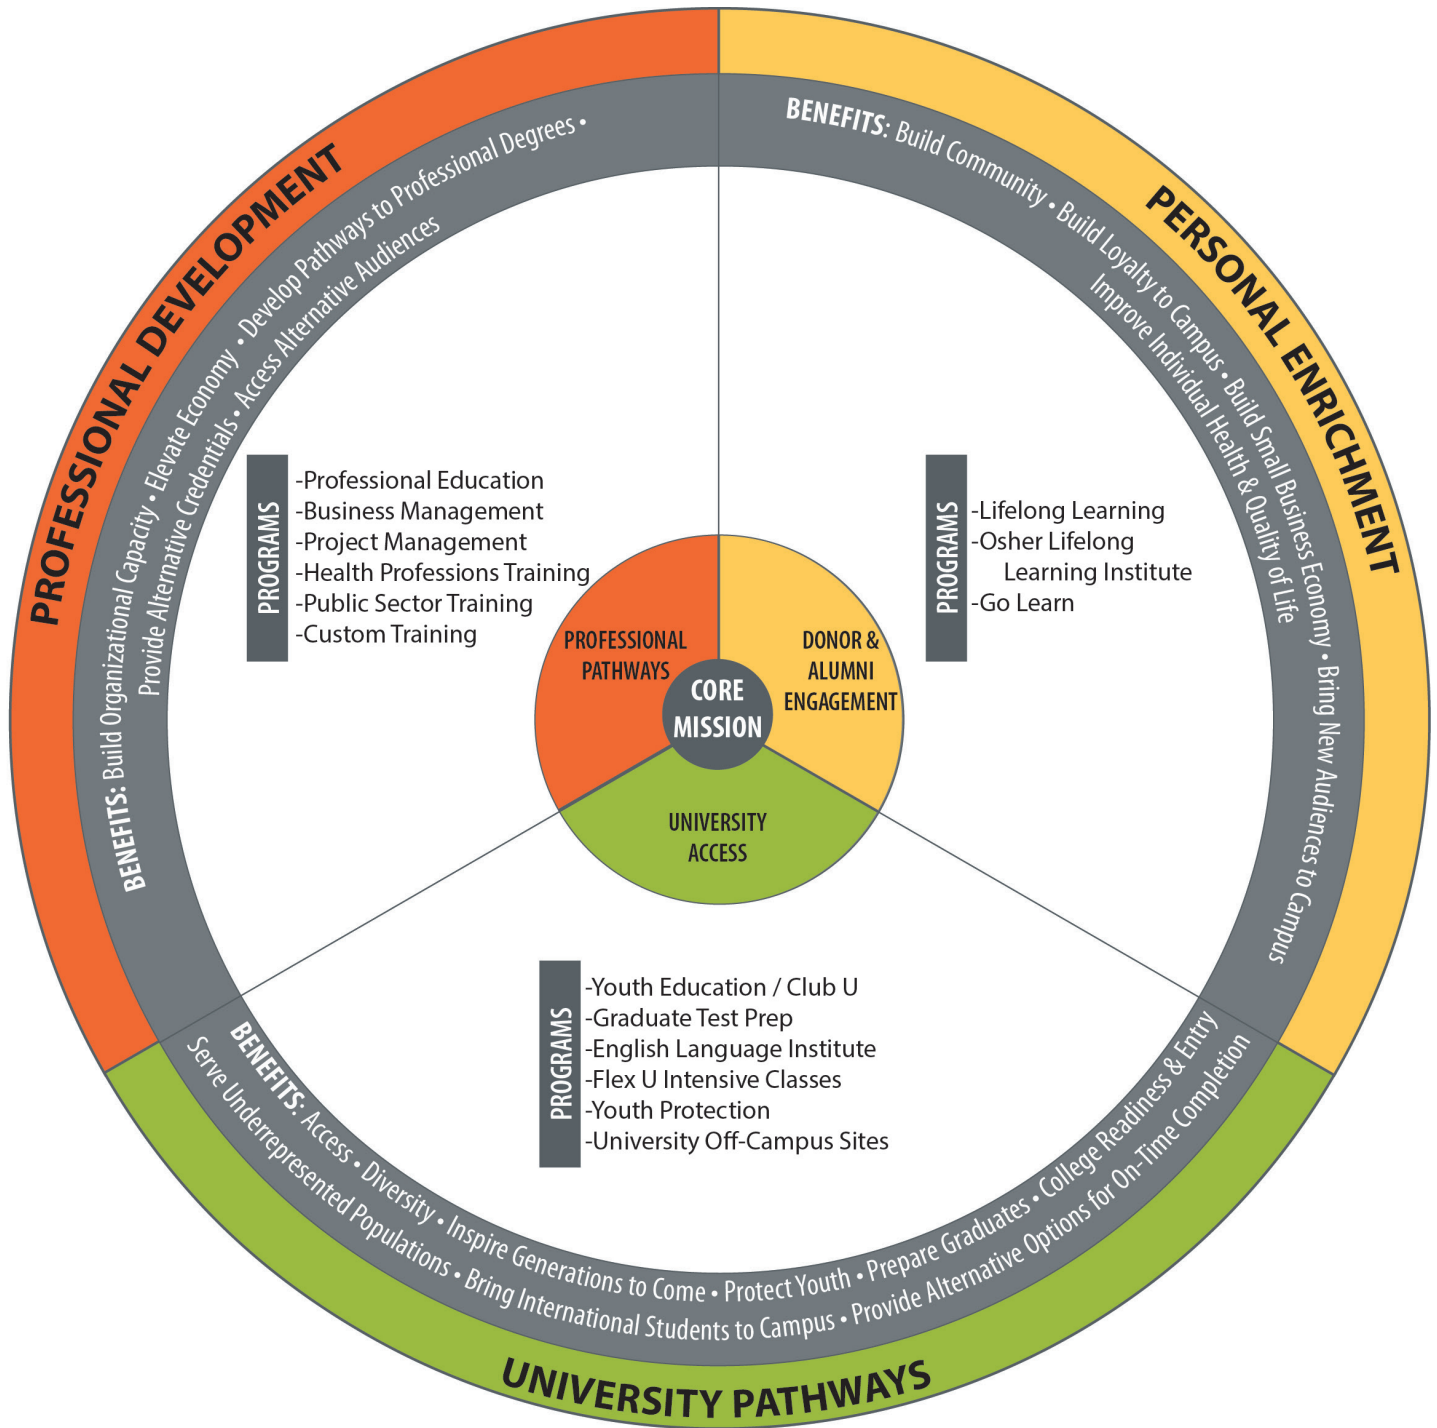 PROFESSIONAL DEVELOPMENT
BENEFITS: Build Organizational Capacity • Elevate Economy • Develop Pathways to Professional Degrees •
Provide Alternative Credentials • Access Alternative Audiences
PROGRAMS
-Professional Education
-Business Management
-Project Management
-Health Professions Training
-Public Sector Training
-Custom Training
PERSONAL ENRICHMENT
BENEFITS: Build Community • Build Loyalty to Campus • Build Small Business Economy • Bring New Audiences to Campus
Improve Individual Health & Quality of Life
PROGRAMS
-Lifelong Learning
-Osher Lifelong
Learning Institute
-Go Learn
PROFESSIONAL
PATHWAYS
DONOR &
ALUMNI
ENGAGEMENT
CORE
MISSION
UNIVERSITY
ACCESS
PROGRAMS
-Youth Education / Club U
-Graduate Test Prep
-English Language Institute
-Flex U Intensive Classes
-Youth Protection
-University Off-Campus Sites
BENEFITS: Access • Diversity • Inspire Generations to Come • Protect Youth • Prepare Graduates • College Readiness & Entry
Serve Underrepresented Populations • Bring International Students to Campus • Provide Alternative Options for On-Time Completion
UNIVERSITY PATHWAYS